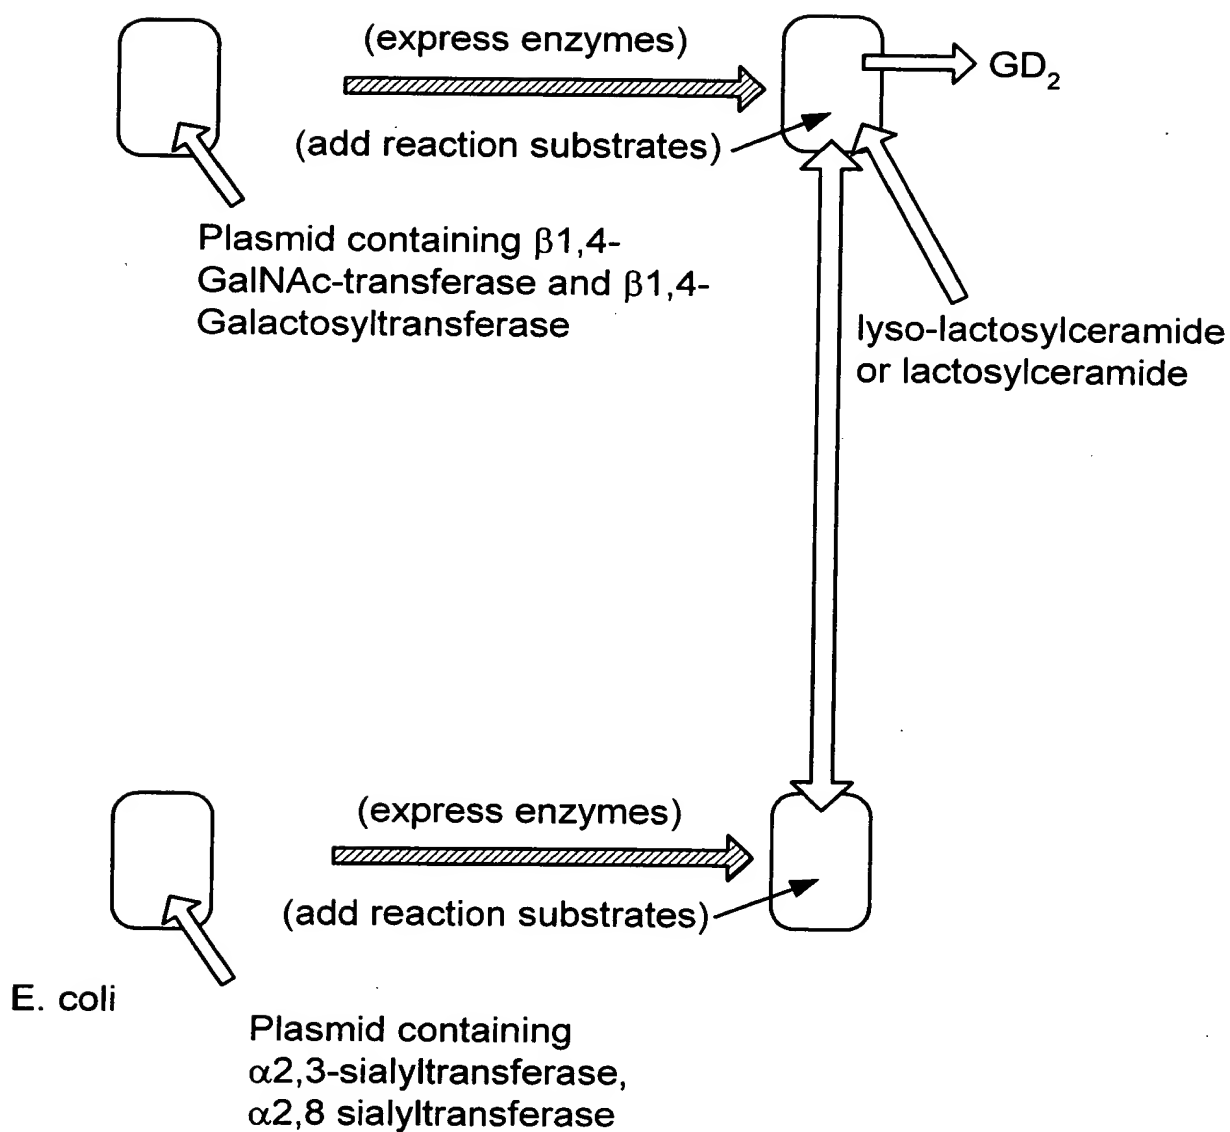 (express enzymes)
GD₂
(add reaction substrates)
Plasmid containing β1,4-
GalNAc-transferase and β1,4-
Galactosyltransferase
lyso-lactosylceramide
or lactosylceramide
(express enzymes)
(add reaction substrates)
E. coli
Plasmid containing
α2,3-sialyltransferase,
α2,8 sialyltransferase